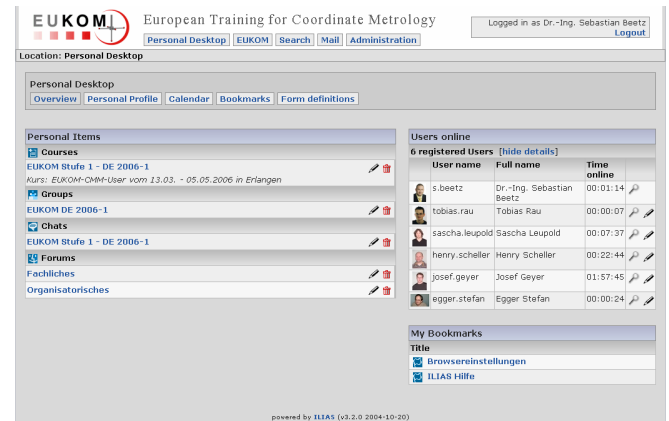 EUKOM
European Training for Coordinate Metrology
Logged in as Dr.-Ing. Sebastian Beetz
Logout
Personal Desktop EUKOM Search Mail Administration
Location: Personal Desktop
Personal Desktop
Overview Personal Profile Calendar Bookmarks Form definitions
Personal Items
Courses
EUKOM Stufe 1 - DE 2006-1
Kurs: EUKOM-CMM-User vom 13.03. - 05.05.2006 in Erlangen
Groups
EUKOM DE 2006-1
Chats
EUKOM Stufe 1 - DE 2006-1
Forums
Fachliches
Organisatorisches
Users online
6 registered Users [hide details]
User name Full name Time online
s.beetz Dr.-Ing. Sebastian Beetz 00:01:14
tobias.rau Tobias Rau 00:00:07
sascha.leupold Sascha Leupold 00:07:37
henry.scheller Henry Scheller 00:22:44
josef.geyer Josef Geyer 01:57:45
egger.stefan Egger Stefan 00:00:24
My Bookmarks
Title
Browsereinstellungen
ILIAS Hilfe
powered by ILIAS (v3.2.0 2004-10-20)